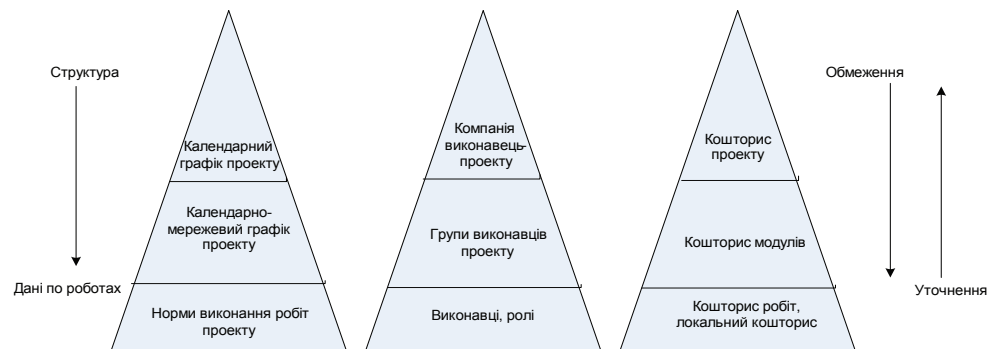 Структура
Дані по роботах
Календарний
графік проекту
Календарно-
мережевий графік
проекту
Норми виконання робіт
проекту
Компанія
виконавець-
проекту
Групи виконавців
проекту
Виконавці, ролі
Кошторис
проекту
Кошторис модулів
Кошторис робіт,
локальний кошторис
Обмеження
Уточнення